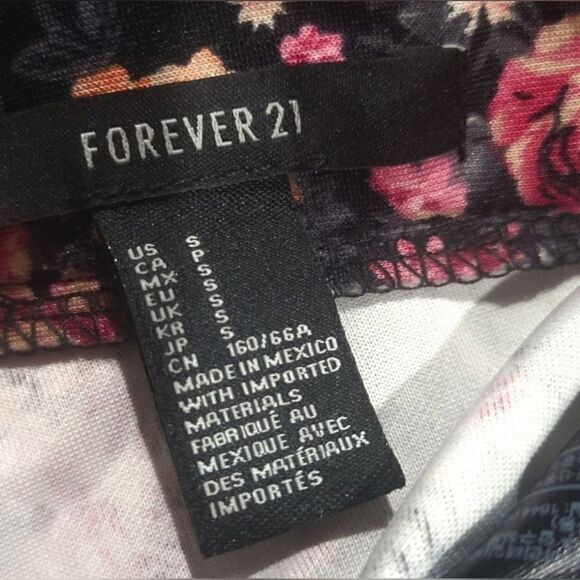 FOREVER 21
US S
CA P
MX S
EU S
UK S
KR S
JP S
CN 160/66A
MADE IN MEXICO
WITH IMPORTED
MATERIALS
FABRIQUÉ AU
MEXIQUE AVEC
DES MATÉRIAUX
IMPORTÉS